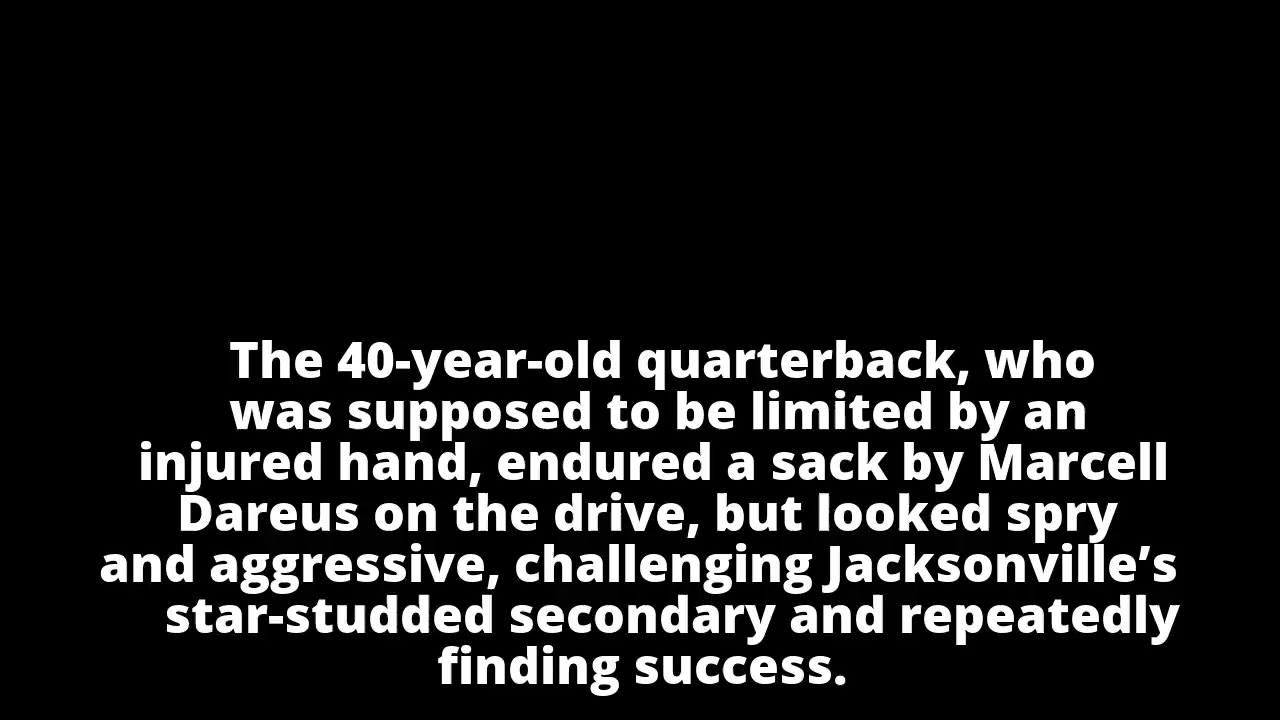 The 40-year-old quarterback, who
was supposed to be limited by an
injured hand, endured a sack by Marcell
Dareus on the drive, but looked spry
and aggressive, challenging Jacksonville’s
star-studded secondary and repeatedly
finding success.